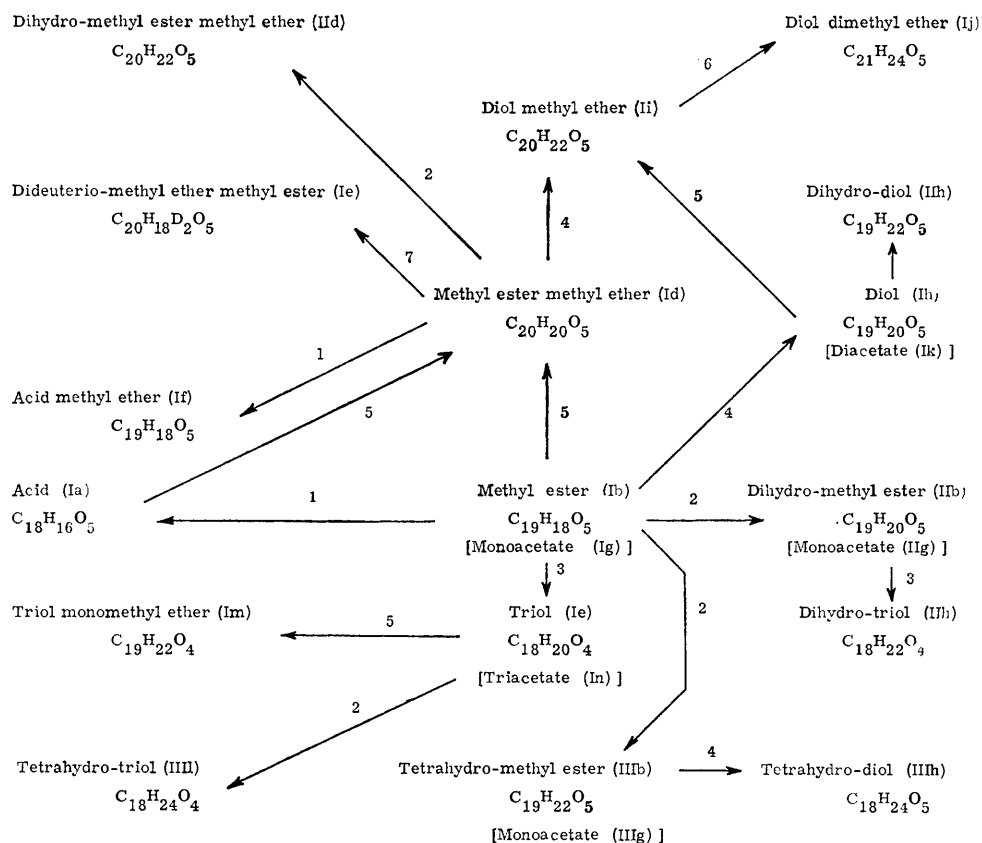 Dihydro-methyl ester methyl ether (IId)
C20H22O5
Diol dimethyl ether (Ij)
C21H24O5
6
Diol methyl ether (Ii)
C20H22O5
2
Dideuterio-methyl ether methyl ester (Ie)
C20H18D2O5
7
4
5
Dihydro-diol (IIh)
C19H22O5
Methyl ester methyl ether (Id)
C20H20O5
Diol (Ih)
C19H20O5
[Diacetate (Ik) ]
1
Acid methyl ether (If)
C19H18O5
5
5
4
Acid (Ia)
C18H16O5
1
Methyl ester (Ib)
C19H18O5
[Monoacetate (Ig) ]
2
Dihydro-methyl ester (IIb)
C19H20O5
[Monoacetate (IIg) ]
3
2
3
Triol monomethyl ether (Im)
C19H22O4
5
Triol (Ie)
C18H20O4
[Triacetate (In) ]
Dihydro-triol (IIh)
C18H22O4
2
Tetrahydro-triol (IIIl)
C18H24O4
Tetrahydro-methyl ester (IIIb)
C19H22O5
[Monoacetate (IIIg) ]
4
Tetrahydro-diol (IIIh)
C18H24O5